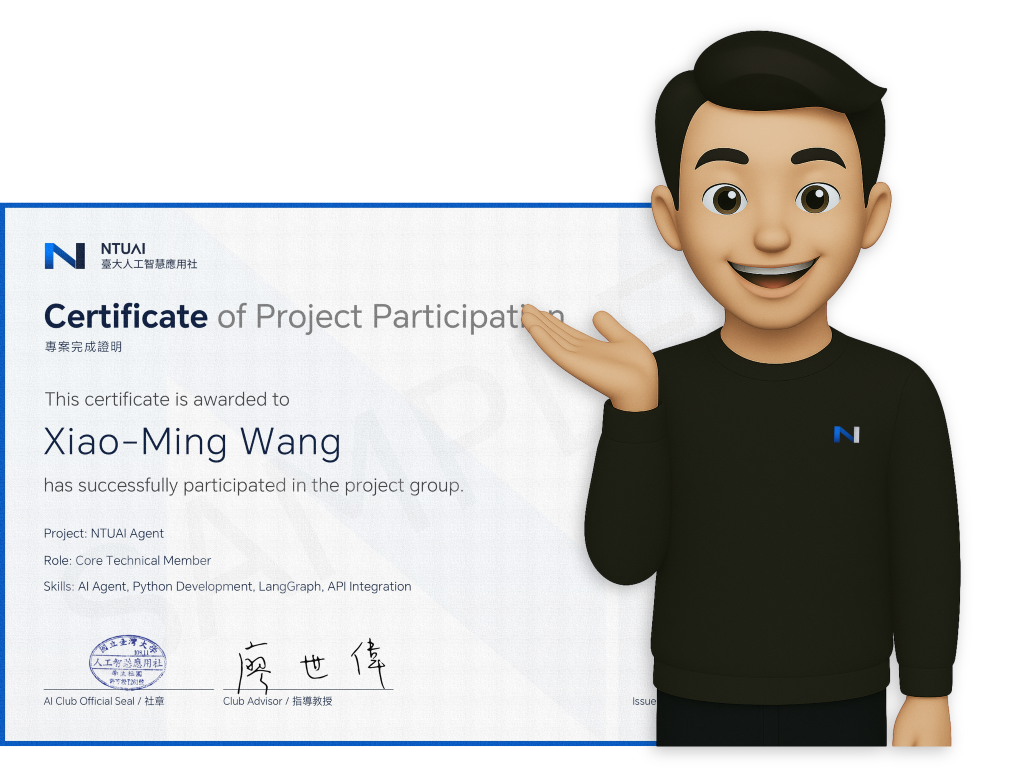 NTUAI
臺大人工智慧應用社
Certificate of Project Participation
專案完成證明
This certificate is awarded to
Xiao-Ming Wang
has successfully participated in the project group.
Project: NTUAI Agent
Role: Core Technical Member
Skills: AI Agent, Python Development, LangGraph, API Integration
SAMPLE
國立臺灣大學
人工智慧應用社
廖世偉
AI Club Official Seal / 社章
Club Advisor / 指導教授
Issue